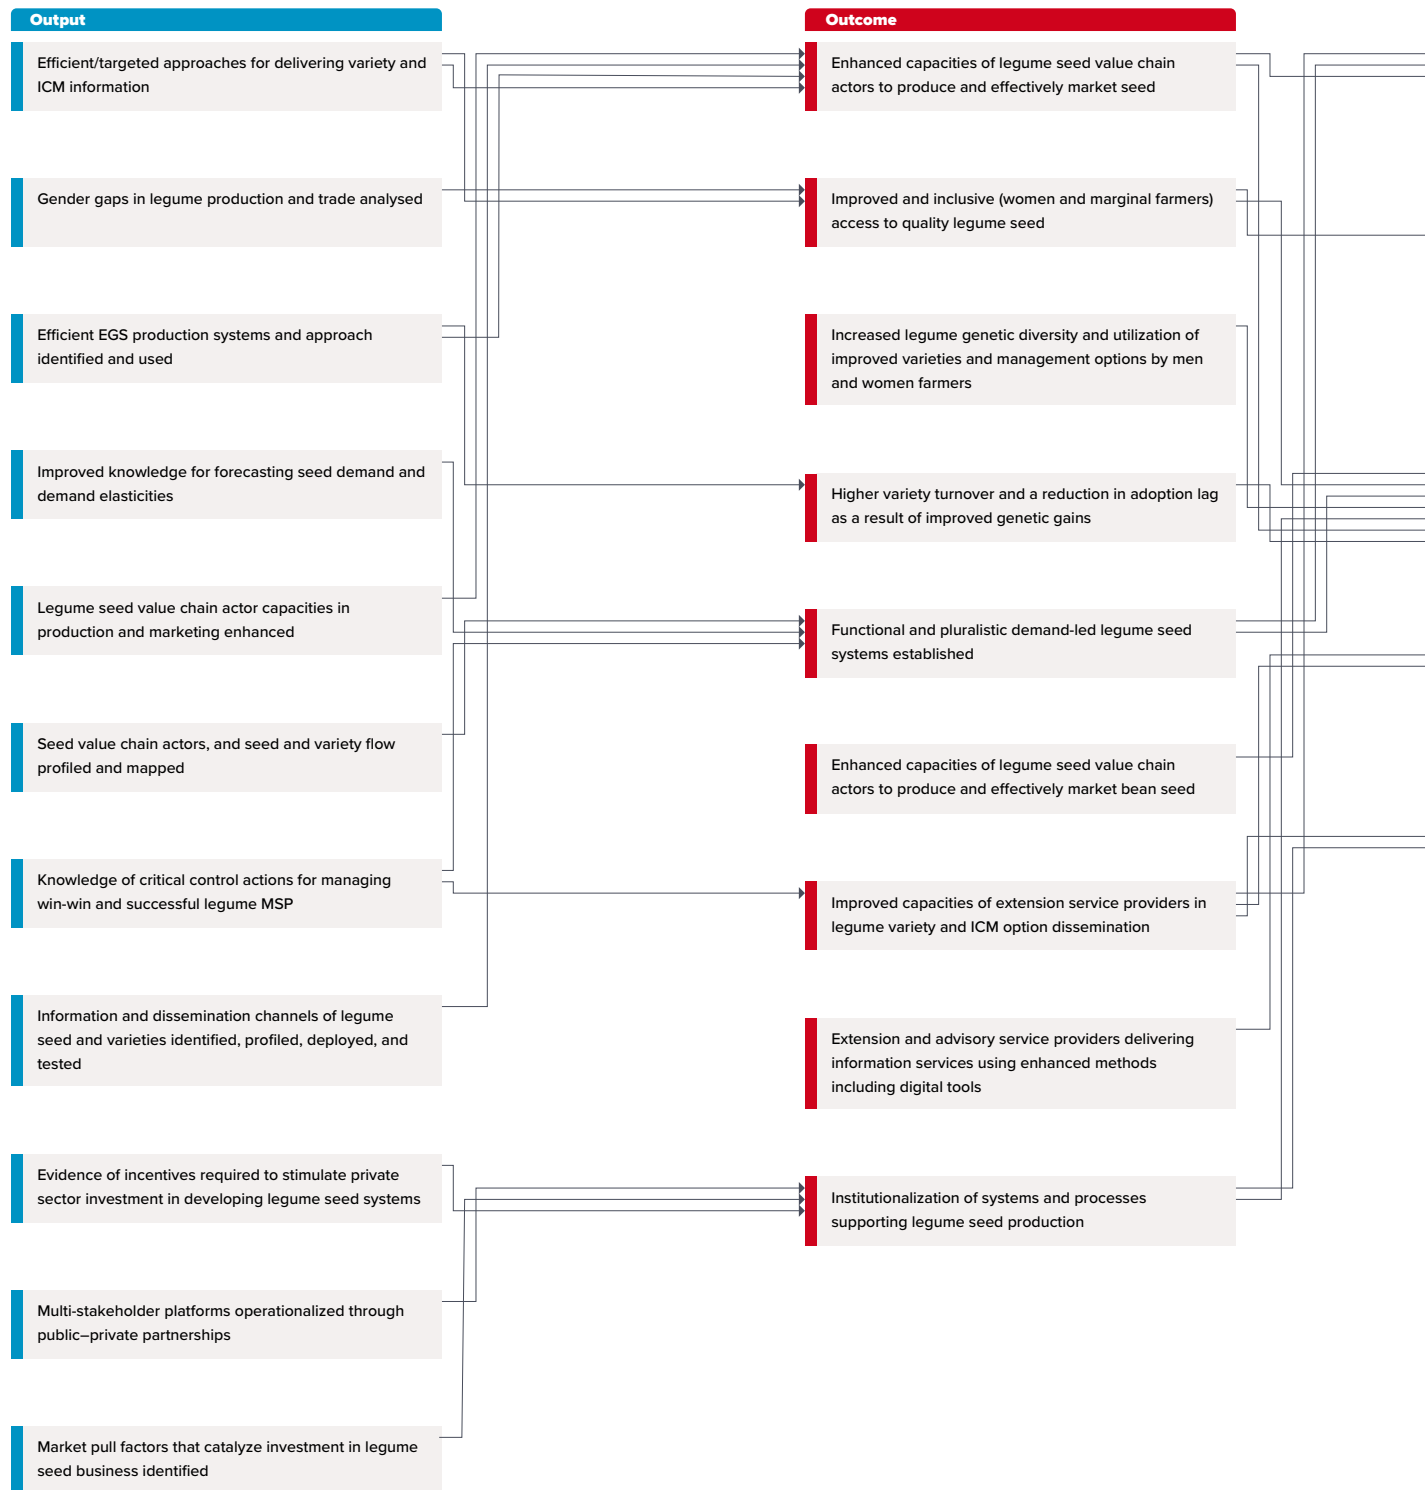 Output
Efficient/targeted approaches for delivering variety and
ICM information
Gender gaps in legume production and trade analysed
Efficient EGS production systems and approach
identified and used
Improved knowledge for forecasting seed demand and
demand elasticities
Legume seed value chain actor capacities in
production and marketing enhanced
Seed value chain actors, and seed and variety flow
profiled and mapped
Knowledge of critical control actions for managing
win-win and successful legume MSP
Information and dissemination channels of legume
seed and varieties identified, profiled, deployed, and
tested
Evidence of incentives required to stimulate private
sector investment in developing legume seed systems
Multi-stakeholder platforms operationalized through
public–private partnerships
Market pull factors that catalyze investment in legume
seed business identified
Outcome
Enhanced capacities of legume seed value chain
actors to produce and effectively market seed
Improved and inclusive (women and marginal farmers)
access to quality legume seed
Increased legume genetic diversity and utilization of
improved varieties and management options by men
and women farmers
Higher variety turnover and a reduction in adoption lag
as a result of improved genetic gains
Functional and pluralistic demand-led legume seed
systems established
Enhanced capacities of legume seed value chain
actors to produce and effectively market bean seed
Improved capacities of extension service providers in
legume variety and ICM option dissemination
Extension and advisory service providers delivering
information services using enhanced methods
including digital tools
Institutionalization of systems and processes
supporting legume seed production